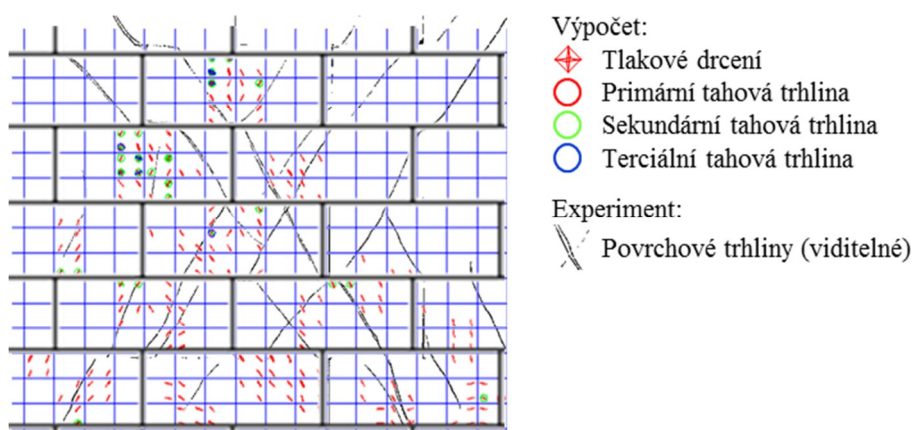 Výpočet:
Tlakové drcení
Primární tahová trhlina
Sekundární tahová trhlina
Terciální tahová trhlina
Experiment:
Povrchové trhliny (viditelné)